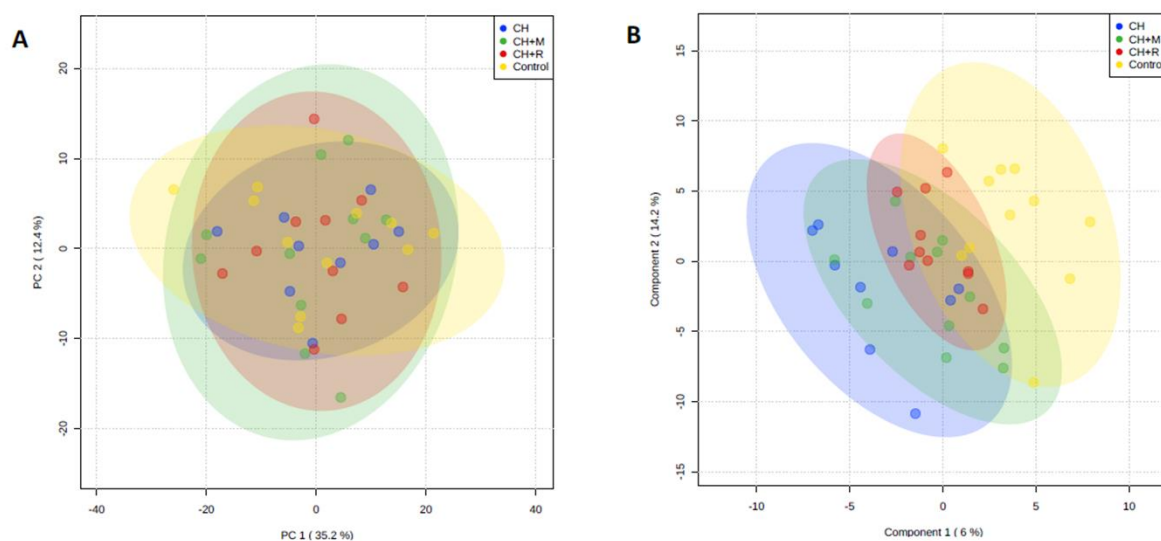 A
CH
CH+M
CH+R
Control
20
10
0
-10
-20
PC 2 ( 12.4 %)
-40
-20
0
20
40
PC 1 ( 35.2 %)
B
CH
CH+M
CH+R
Control
15
10
5
0
-5
-10
-15
Component 2 ( 14.2 %)
-10
-5
0
5
10
Component 1 ( 6 %)